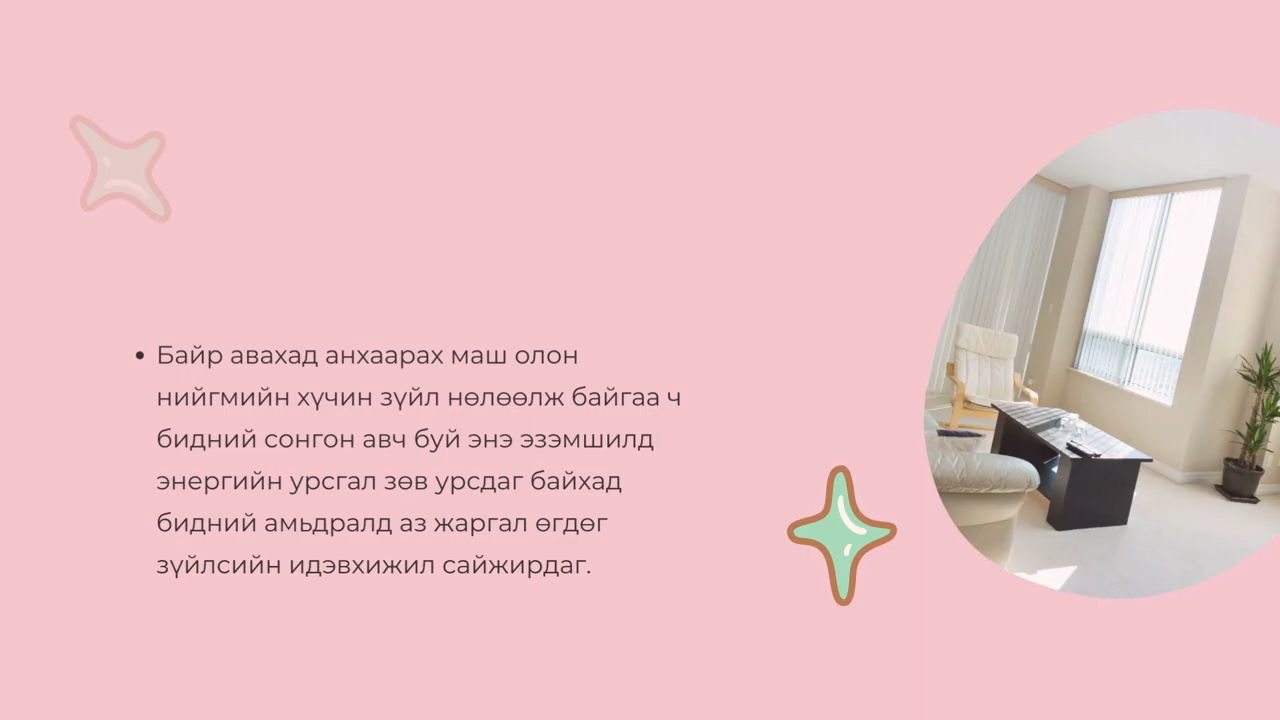 • Байр авахад анхаарах маш олон
нийгмийн хүчин зүйл нөлөөлж байгаа ч
бидний сонгон авч буй энэ эзэмшилд
энергийн урсгал зөв урсдаг байхад
бидний амьдралд аз жаргал өгдөг
зүйлсийн идэвхижил сайжирдаг.